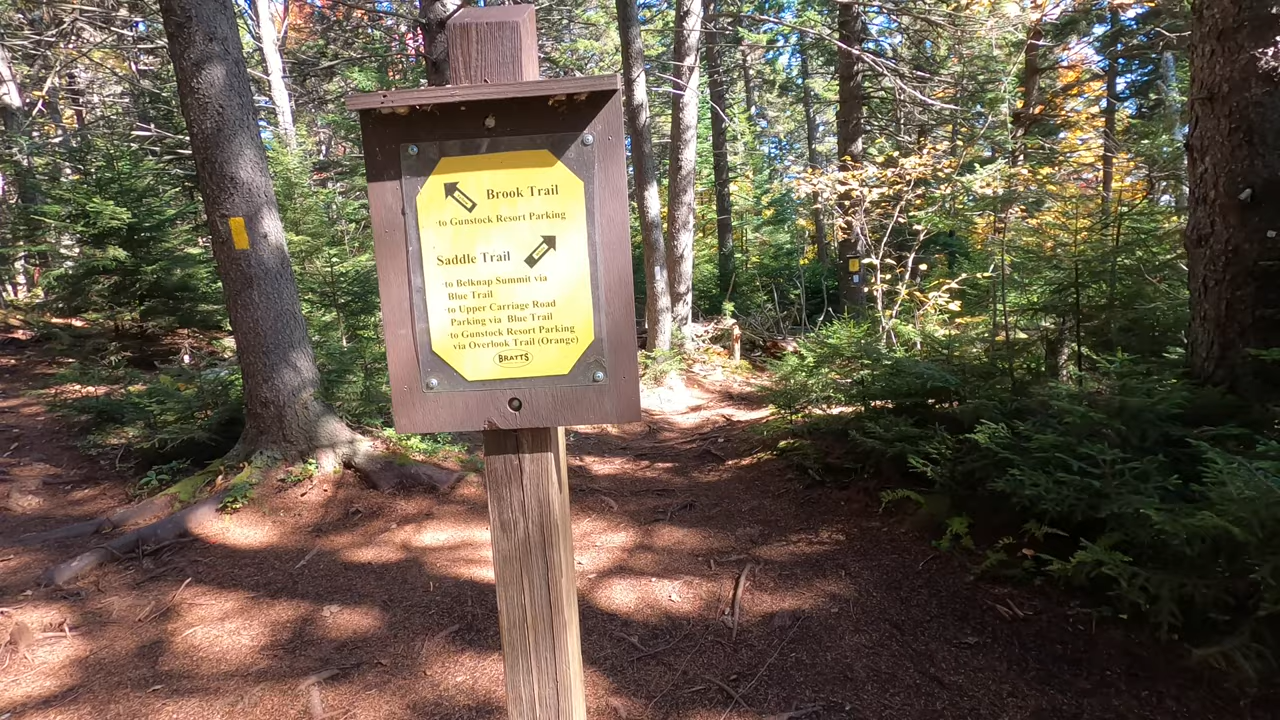 Brook Trail
to Gunstock Resort Parking
Saddle Trail
to Belknap Summit via
Blue Trail
to Upper Carriage Road
Parking via Blue Trail
to Gunstock Resort Parking
via Overlook Trail (Orange)
BRATTS